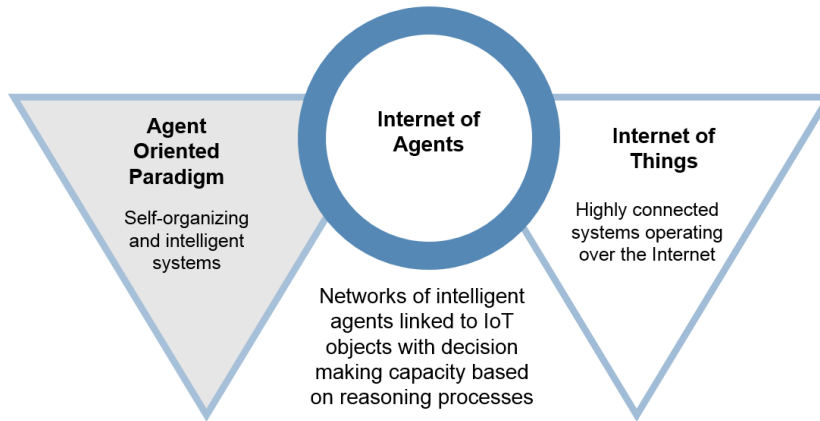 Agent
Oriented
Paradigm
Self-organizing
and intelligent
systems
Internet of
Agents
Networks of intelligent
agents linked to IoT
objects with decision
making capacity based
on reasoning processes
Internet of
Things
Highly connected
systems operating
over the Internet